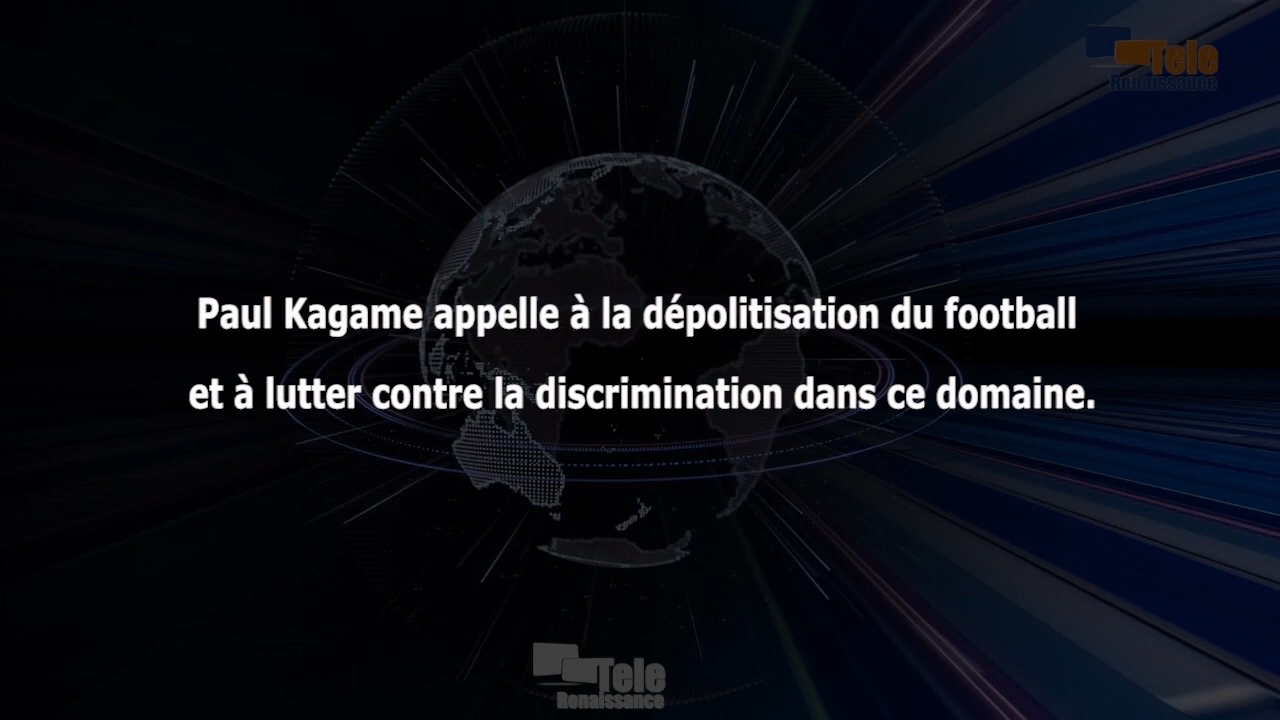 Tele
Renaissance
Paul Kagame appelle à la dépolitisation du football
et à lutter contre la discrimination dans ce domaine.
Tele
Renaissance